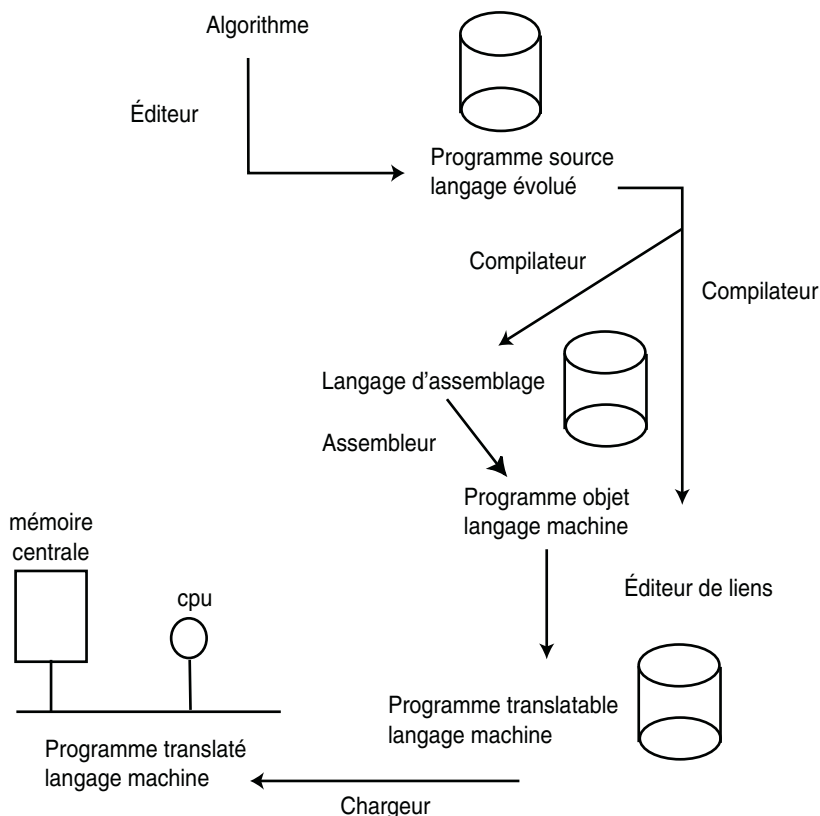 Algorithme
Éditeur
Programme source
langage évolué
Compilateur
Compilateur
Langage d'assemblage
Assembleur
Programme objet
langage machine
mémoire
centrale
cpu
Éditeur de liens
Programme translatable
langage machine
Programme translaté
langage machine
Chargeur